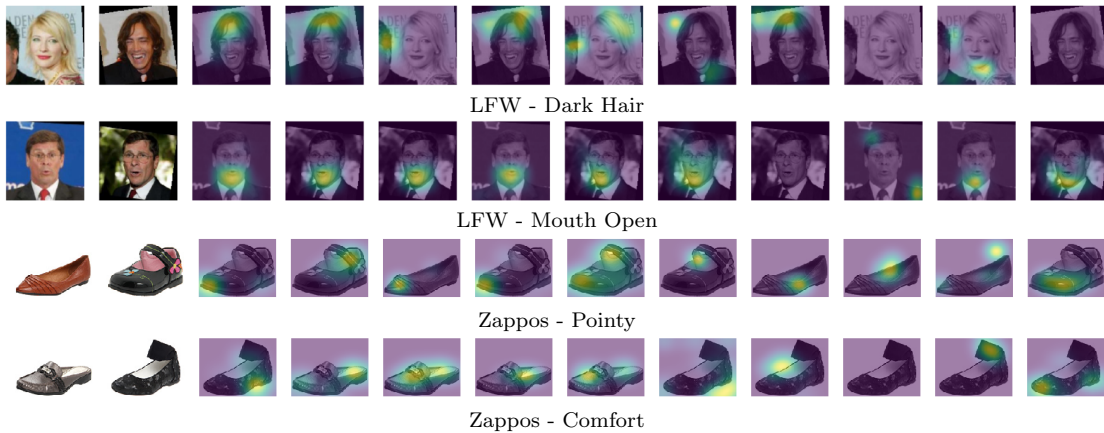 LFW - Dark Hair
LFW - Mouth Open
Zappos - Pointy
Zappos - Comfort